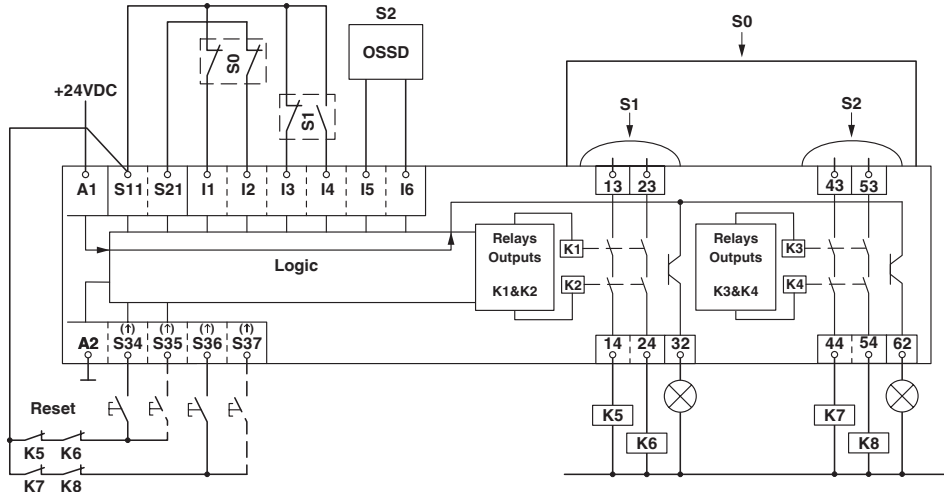 S2
S0
OSSD
S0
+24VDC
S1
S1
S2
A1 S11 S21 I1 I2 I3 I4 I5 I6
13 23
43 53
Logic
Relays
Outputs
K1&K2
K1
K2
Relays
Outputs
K3&K4
K3
K4
(↑) (↑) (↑) (↑)
A2 S34 S35 S36 S37
14 24 32
44 54 62
Reset
K5 K6
K7 K8
K5
K6
K7
K8